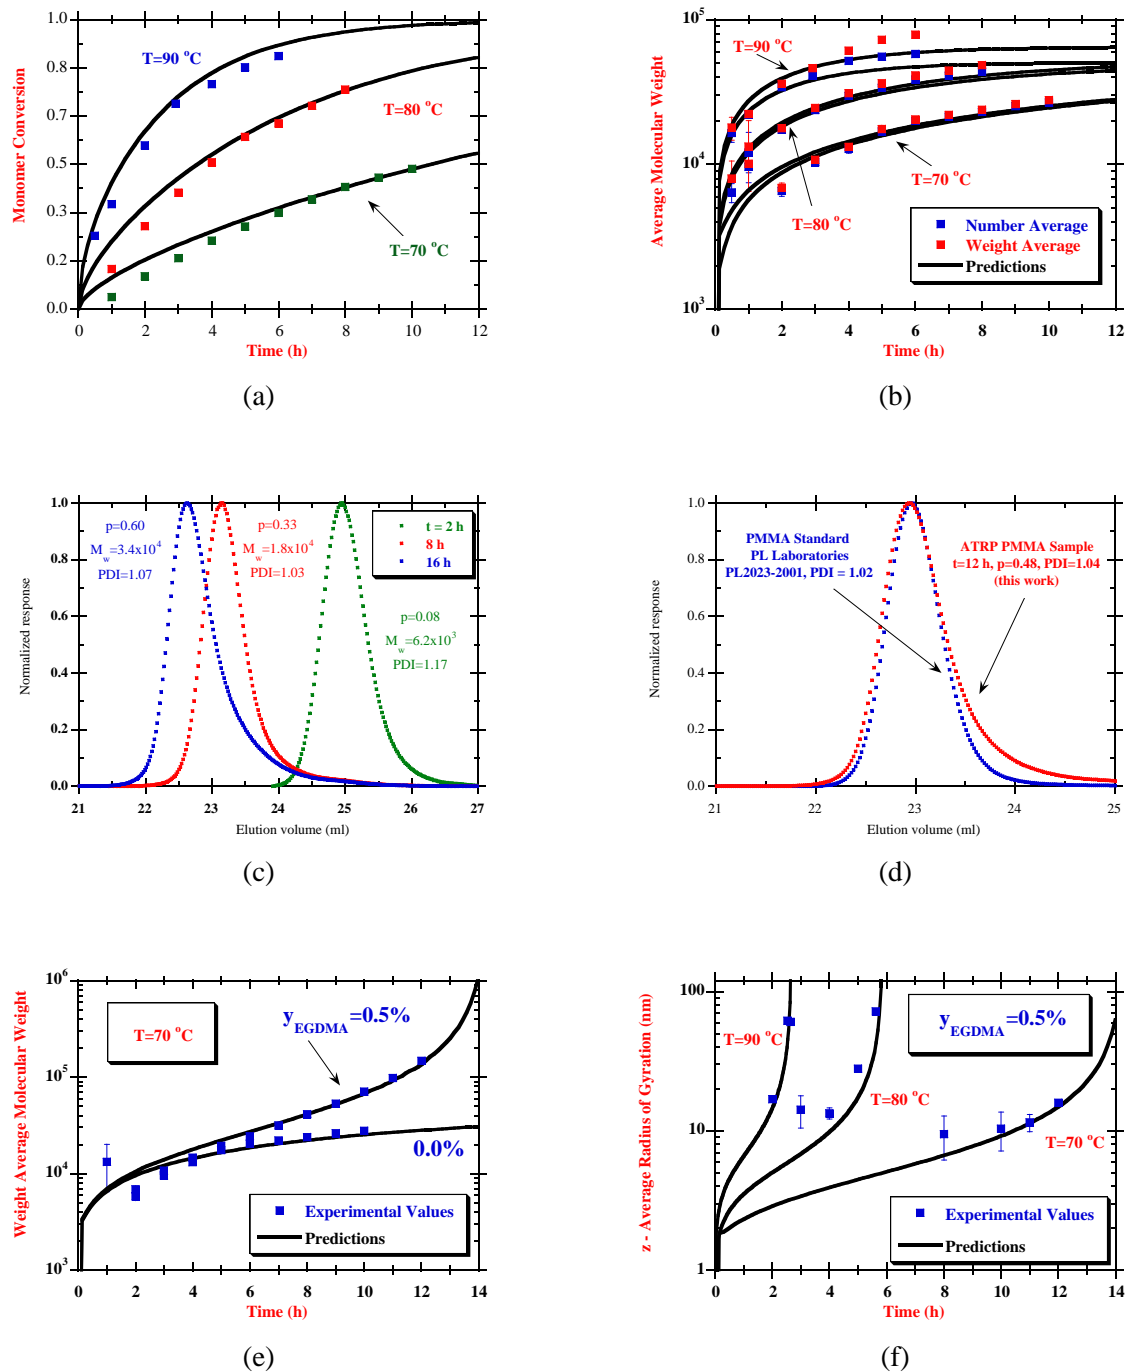 1.0
0.8
0.7
0.5
0.3
0.2
0.0
Monomer Conversion
T=90 °C
T=80 °C
T=70 °C
0 2 4 6 8 10 12
Time (h)
(a)
10^5
10^4
10^3
Average Molecular Weight
T=90 °C
T=70 °C
T=80 °C
Number Average
Weight Average
Predictions
0 2 4 6 8 10 12
Time (h)
(b)
1.0
0.8
0.6
0.4
0.2
0.0
Normalized response
p=0.60
M_w=3.4x10^4
PDI=1.07
p=0.33
M_w=1.8x10^4
PDI=1.03
t = 2 h
8 h
16 h
p=0.08
M_w=6.2x10^3
PDI=1.17
21 22 23 24 25 26 27
Elution volume (ml)
(c)
1.0
0.8
0.6
0.4
0.2
0.0
Normalized response
PMMA Standard
PL Laboratories
PL2023-2001, PDI = 1.02
ATRP PMMA Sample
t=12 h, p=0.48, PDI=1.04
(this work)
21 22 23 24 25
Elution volume (ml)
(d)
10^6
10^5
10^4
10^3
Weight Average Molecular Weight
T=70 °C
y_EGDMA=0.5%
0.0%
Experimental Values
Predictions
0 2 4 6 8 10 12 14
Time (h)
(e)
100
10
1
z - Average Radius of Gyration (nm)
y_EGDMA=0.5%
T=90 °C
T=80 °C
T=70 °C
Experimental Values
Predictions
0 2 4 6 8 10 12 14
Time (h)
(f)